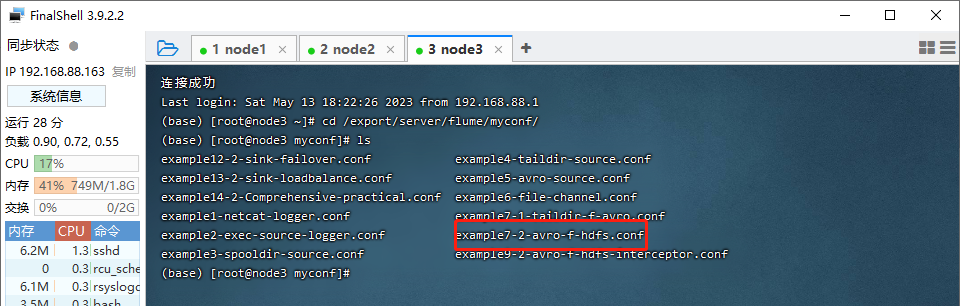 FinalShell 3.9.2.2
同步状态
IP 192.168.88.163 复制
系统信息
运行 28 分
负载 0.90, 0.72, 0.55
CPU 17%
内存 41% 749M/1.8G
交换 0% 0/2G
内存 CPU 命令
6.2M 1.3 sshd
0 0.3 rcu_sche
6.1M 0.3 rsyslogd
3.5M 0.3 bash
1 node1
2 node2
3 node3
连接成功
Last login: Sat May 13 18:22:26 2023 from 192.168.88.1
(base) [root@node3 ~]# cd /export/server/flume/myconf/
(base) [root@node3 myconf]# ls
example12-2-sink-failover.conf example4-taildir-source.conf
example13-2-sink-loadbalance.conf example5-avro-source.conf
example14-2-Comprehensive-practical.conf example6-file-channel.conf
example1-netcat-logger.conf example7-1-taildir-f-avro.conf
example2-exec-source-logger.conf example7-2-avro-f-hdfs.conf
example3-spooldir-source.conf example9-2-avro-f-hdfs-interceptor.conf
(base) [root@node3 myconf]#